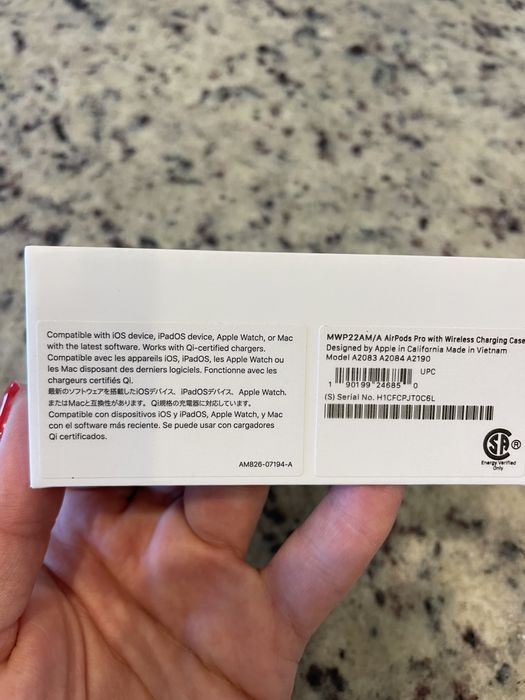 Compatible with iOS device, iPadOS device, Apple Watch, or Mac
with the latest software. Works with Qi-certified chargers.
Compatible avec les appareils iOS, iPadOS, les Apple Watch ou
les Mac disposant des derniers logiciels. Fonctionne avec les
chargeurs certifiés Qi.
最新のソフトウェアを搭載したiOSデバイス、iPadOSデバイス、Apple Watch、
またはMacと互換性があります。 Qi規格の充電器に対応しています。
Compatible con dispositivos iOS y iPadOS, Apple Watch, y Mac
con el software más reciente. Se puede usar con cargadores
Qi certificados.
AM826-07194-A
MWP22AM/A AirPods Pro with Wireless Charging Case
Designed by Apple in California Made in Vietnam
Model A2083 A2084 A2190
UPC
1 90199 24685 0
(S) Serial No. H1CFCPJT0C6L
SA ®
Energy Verified
Only